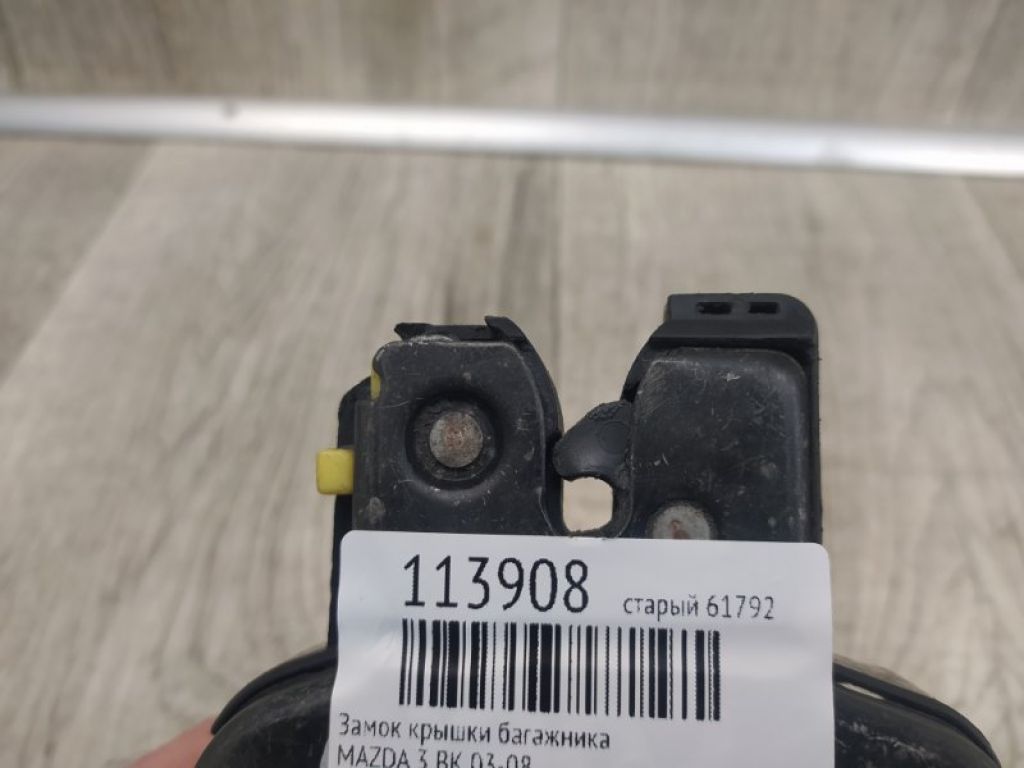 113908 старый 61792
Замок крышки багажника
MAZDA 3 BK 03-08